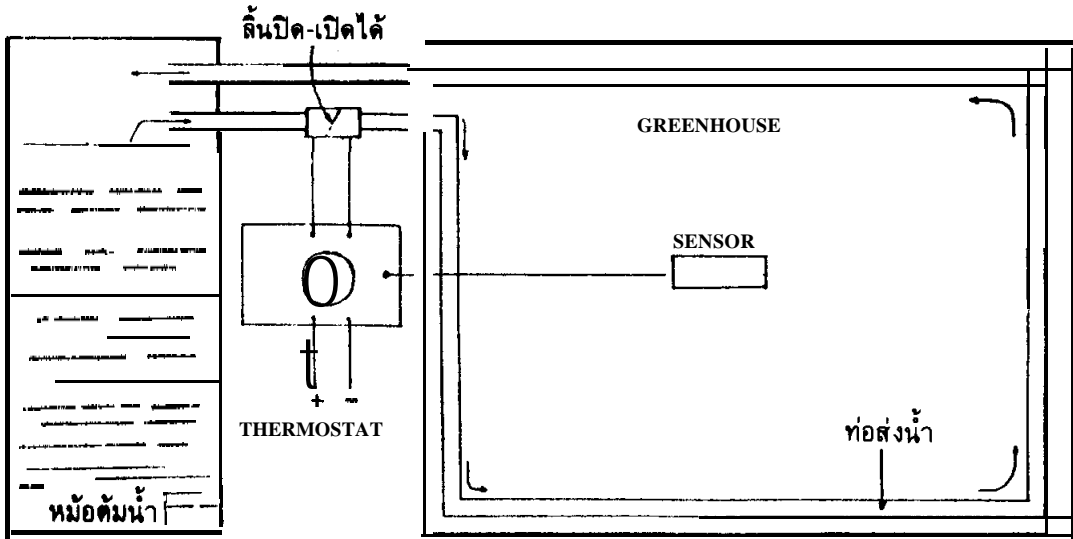 ลิ้นปิด-เปิดได้
GREENHOUSE
SENSOR
t
+ -
THERMOSTAT
ท่อส่งน้ำ
หม้อต้มน้ำ